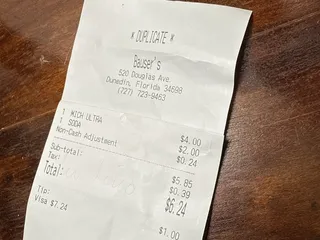 * DUPLICATE *
Bauser's
520 Douglas Ave.
Dunedin, Florida 34698
(727) 723-9463
1 MICH ULTRA $4.00
1 SODA $2.00
Non-Cash Adjustment $0.24
Sub-total: $5.85
Tax: $0.39
Total: $6.24
Tip: $1.00
Visa $7.24